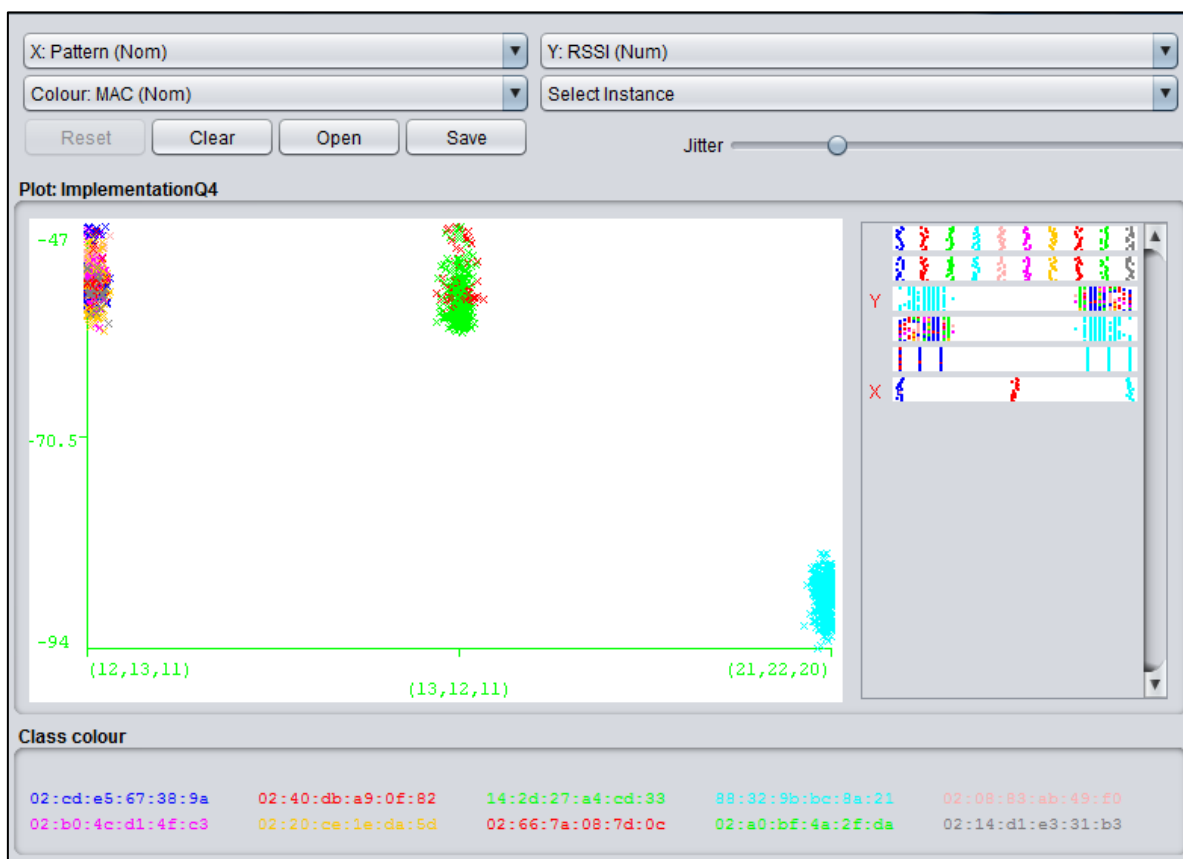 X: Pattern (Nom) Y: RSSI (Num)
Colour: MAC (Nom) Select Instance
Reset Clear Open Save Jitter
Plot: ImplementationQ4
-47
Y
-70.5
X
-94
(12,13,11) (21,22,20)
(13,12,11)
Class colour
02:cd:e5:67:38:9a 02:40:db:a9:0f:82 14:2d:27:a4:cd:33 88:32:9b:bc:8a:21 02:08:83:ab:49:f0
02:b0:4c:d1:4f:c3 02:20:ce:1e:da:5d 02:66:7a:08:7d:0c 02:a0:bf:4a:2f:da 02:14:d1:e3:31:b3